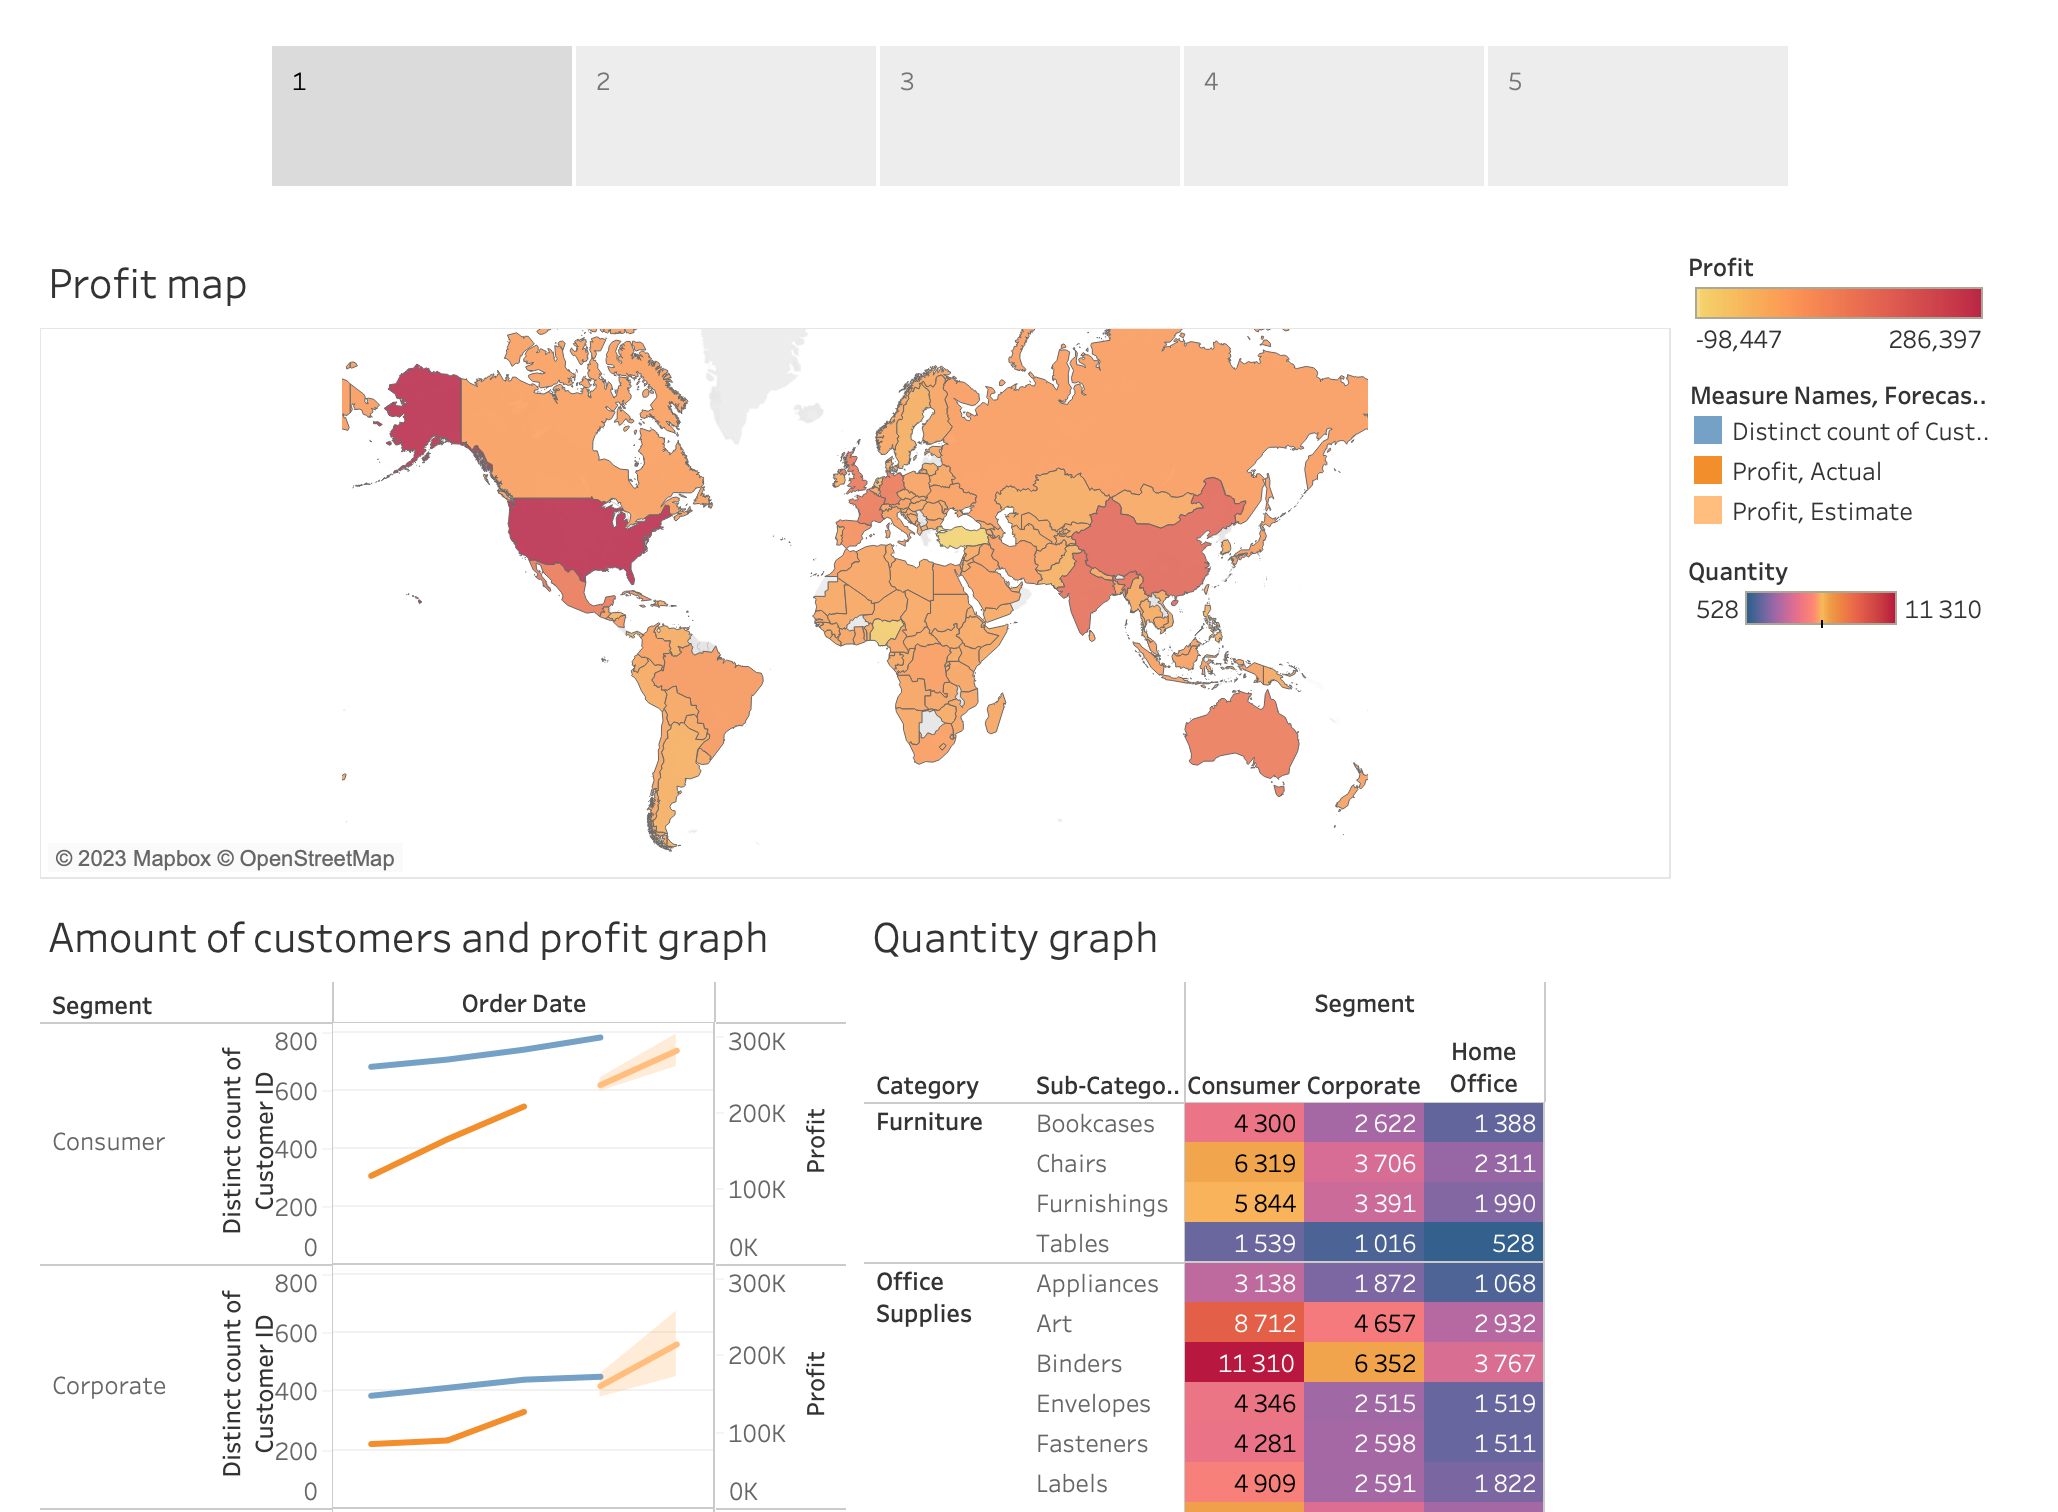 1 2 3 4 5
Profit map
Profit
-98,447 286,397
Measure Names, Forecas..
Distinct count of Cust..
Profit, Actual
Profit, Estimate
Quantity
528 11 310
© 2023 Mapbox © OpenStreetMap
Amount of customers and profit graph
Segment Order Date
Consumer
Distinct count of
Customer ID
800
600
400
200
0
300K
200K
100K
0K
Profit
Corporate
Distinct count of
Customer ID
800
600
400
200
0
300K
200K
100K
0K
Profit
Quantity graph
Segment
Home
Category Sub-Catego.. Consumer Corporate Office
Furniture Bookcases 4 300 2 622 1 388
Chairs 6 319 3 706 2 311
Furnishings 5 844 3 391 1 990
Tables 1 539 1 016 528
Office Appliances 3 138 1 872 1 068
Supplies Art 8 712 4 657 2 932
Binders 11 310 6 352 3 767
Envelopes 4 346 2 515 1 519
Fasteners 4 281 2 598 1 511
Labels 4 909 2 591 1 822